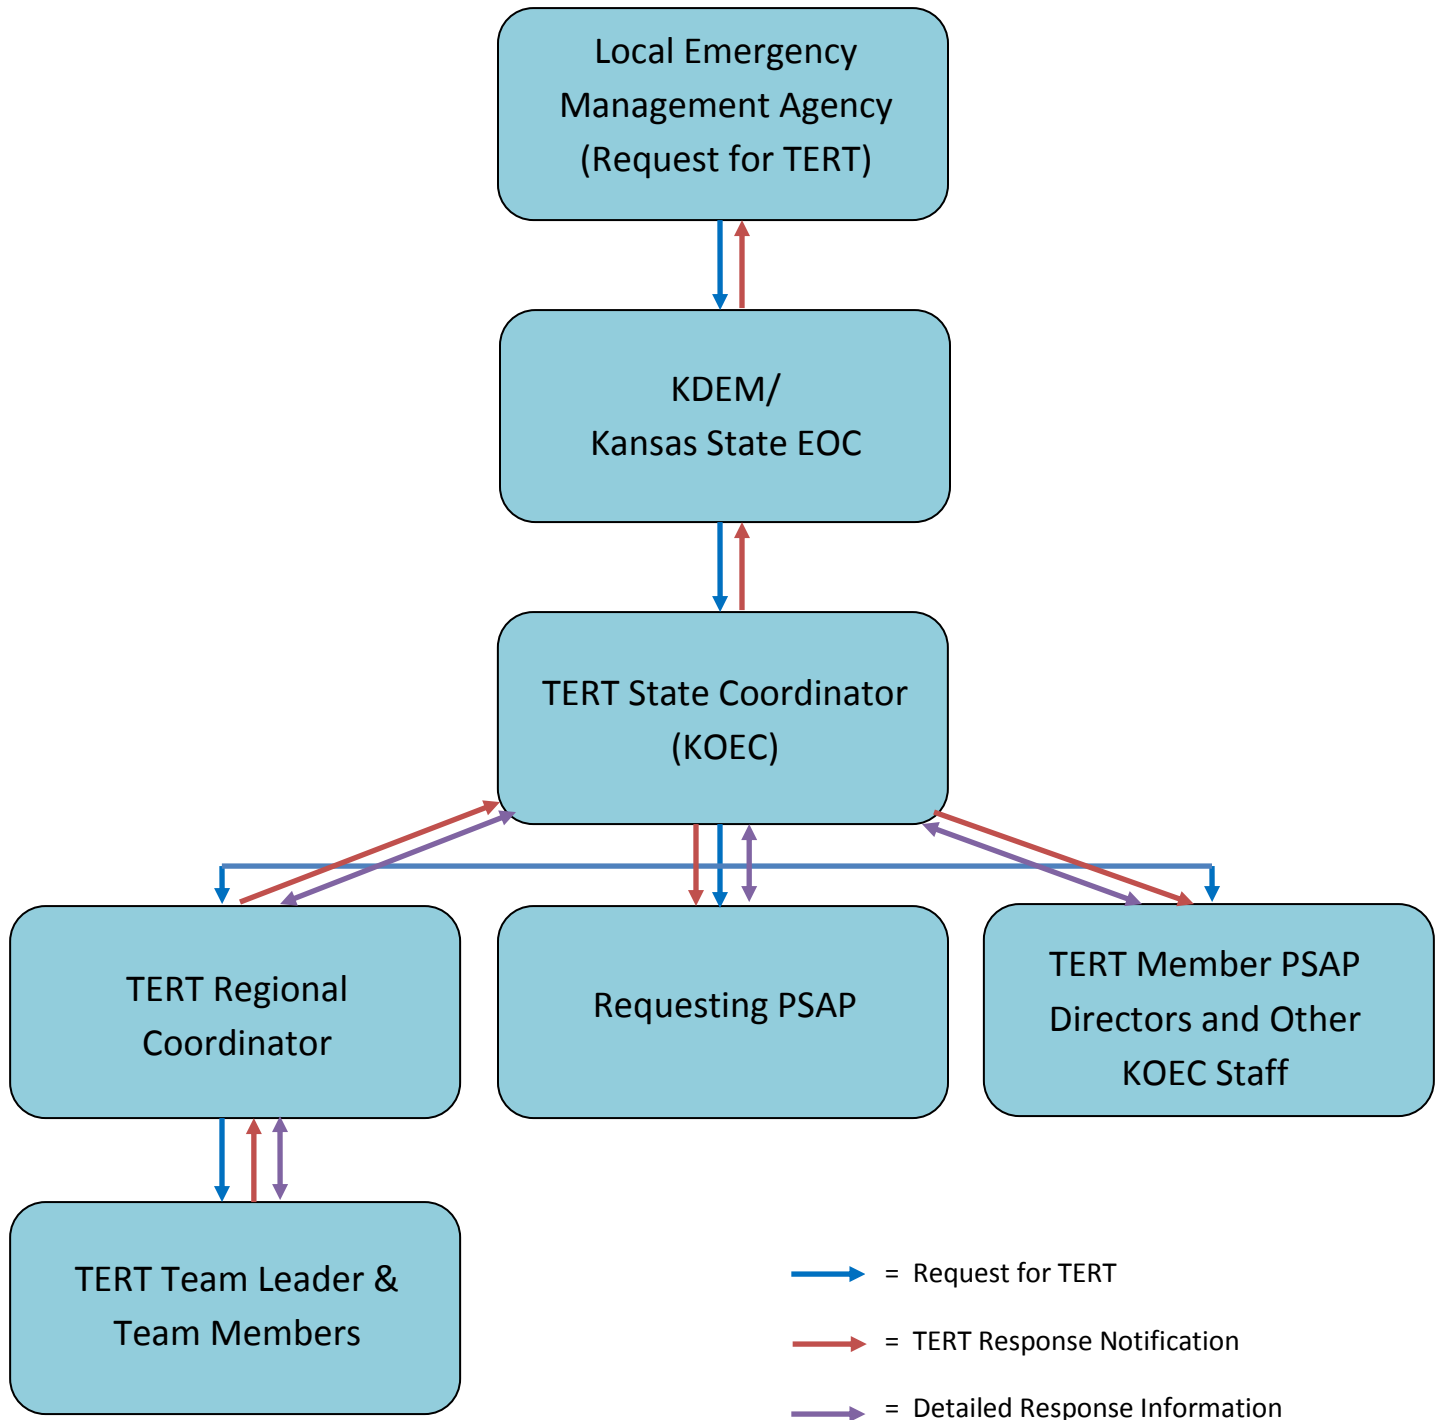 Local Emergency
Management Agency
(Request for TERT)
KDEM/
Kansas State EOC
TERT State Coordinator
(KOEC)
TERT Regional
Coordinator
Requesting PSAP
TERT Member PSAP
Directors and Other
KOEC Staff
TERT Team Leader &
Team Members
= Request for TERT
= TERT Response Notification
= Detailed Response Information